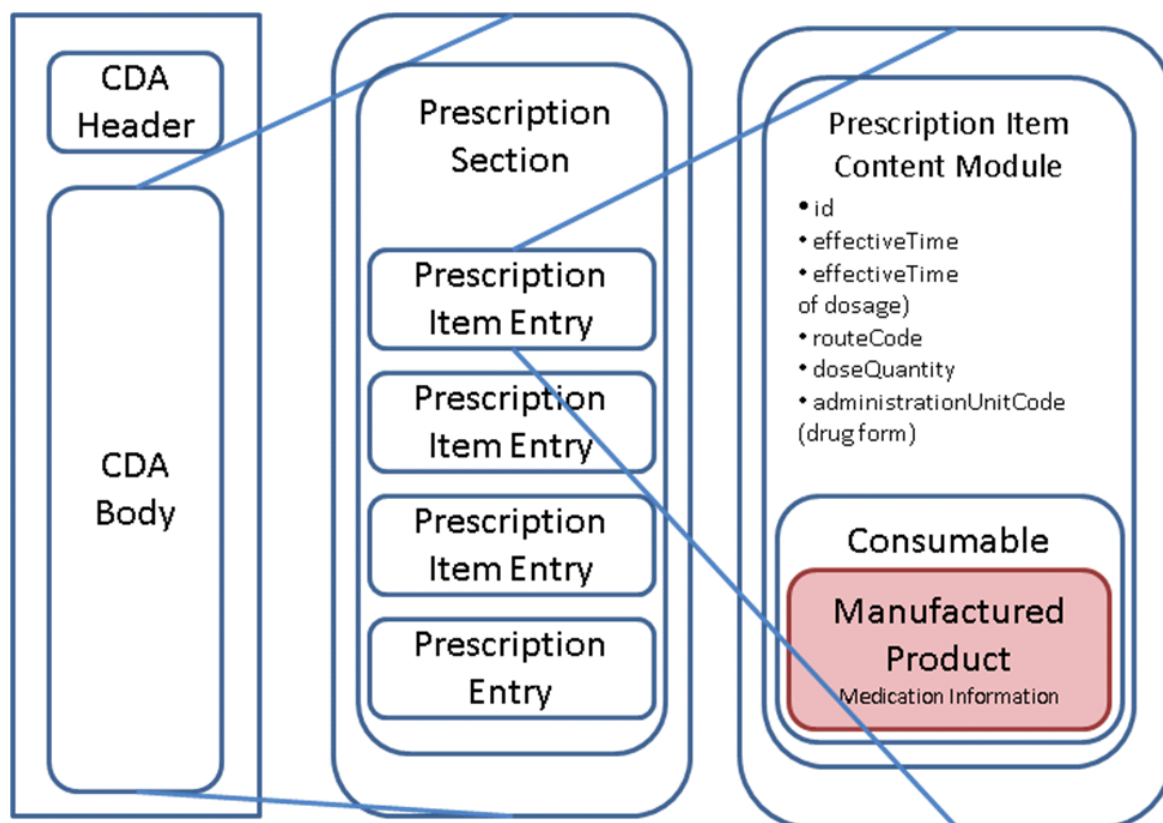 CDA
Header
CDA
Body
Prescription
Section
Prescription
Item Entry
Prescription
Item Entry
Prescription
Item Entry
Prescription
Entry
Prescription Item
Content Module
• id
• effectiveTime
• effectiveTime
of dosage)
• routeCode
• doseQuantity
• administrationUnitCode
(drug form)
Consumable
Manufactured
Product
Medication Information